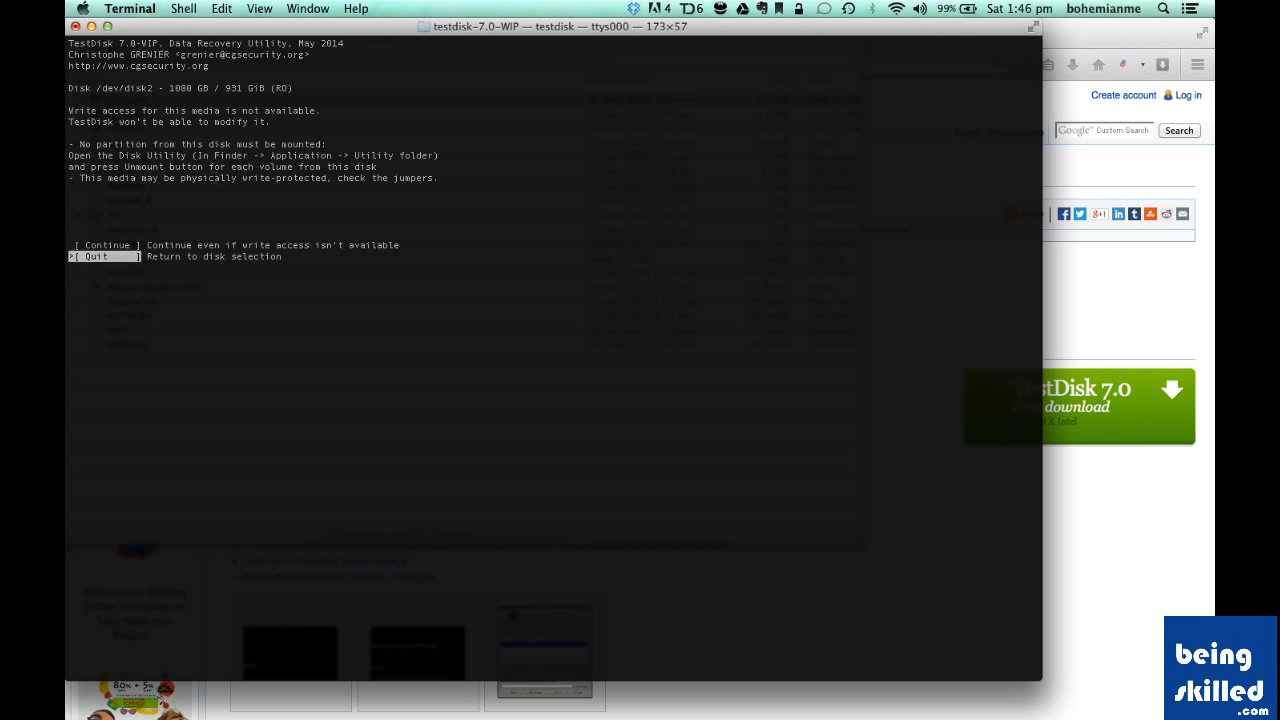 Terminal Shell Edit View Window Help
4 6 99% Sat 1:46 pm bohemianme
testdisk-7.0-WIP — testdisk — ttys000 — 173×57
TestDisk 7.0-WIP, Data Recovery Utility, May 2014
Christophe GRENIER <grenier@cgsecurity.org>
http://www.cgsecurity.org
Disk /dev/disk2 - 1000 GB / 931 GiB (RO)
Write access for this media is not available.
TestDisk won't be able to modify it.
- No partition from this disk must be mounted:
Open the Disk Utility (In Finder -> Application -> Utility folder)
and press Unmount button for each volume from this disk
- This media may be physically write-protected, check the jumpers.
[ Continue ] Continue even if write access isn't available
>[ Quit ] Return to disk selection
Create account Log in
Google™ Custom Search Search
TestDisk 7.0
download
X Intel
80% + 5%
being
skilled
.com